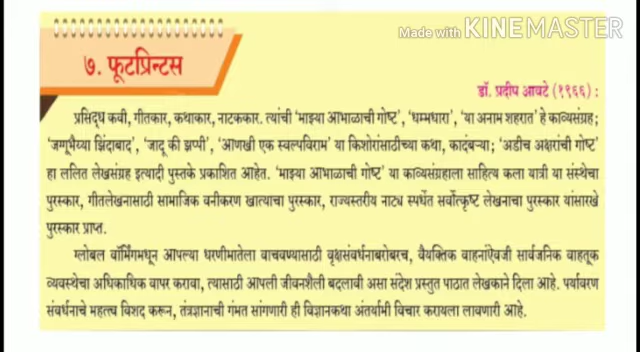 Made with KINEMASTER
७. फूटप्रिन्टस
डॉ. प्रदीप आवटे (१९६६) :
प्रसिद्ध कवी, गीतकार, कथाकार, नाटककार. त्यांची 'माझ्या आभाळाची गोष्ट', 'धम्मधारा', 'या अनाम शहरात' हे काव्यसंग्रह;
'जग्गूभैय्या झिंदाबाद', 'जादू की झप्पी', 'आणखी एक स्वल्पविराम' या किशोरांसाठीच्या कथा, कादंबऱ्या; 'अडीच अक्षरांची गोष्ट'
हा ललित लेखसंग्रह इत्यादी पुस्तके प्रकाशित आहेत. 'माझ्या आभाळाची गोष्ट' या काव्यसंग्रहाला साहित्य कला यात्री या संस्थेचा
पुरस्कार, गीतलेखनासाठी सामाजिक वनीकरण खात्याचा पुरस्कार, राज्यस्तरीय नाट्य स्पर्धेत सर्वोत्कृष्ट लेखनाचा पुरस्कार यांसारखे
पुरस्कार प्राप्त.
ग्लोबल वॉर्मिंगमधून आपल्या धरणीमातेला वाचवण्यासाठी वृक्षसंवर्धनाबरोबरच, वैयक्तिक वाहनांऐवजी सार्वजनिक वाहतूक
व्यवस्थेचा अधिकाधिक वापर करावा, त्यासाठी आपली जीवनशैली बदलावी असा संदेश प्रस्तुत पाठात लेखकाने दिला आहे. पर्यावरण
संवर्धनाचे महत्त्व विशद करून, तंत्रज्ञानाची गंमत सांगणारी ही विज्ञानकथा अंतर्यामी विचार करायला लावणारी आहे.